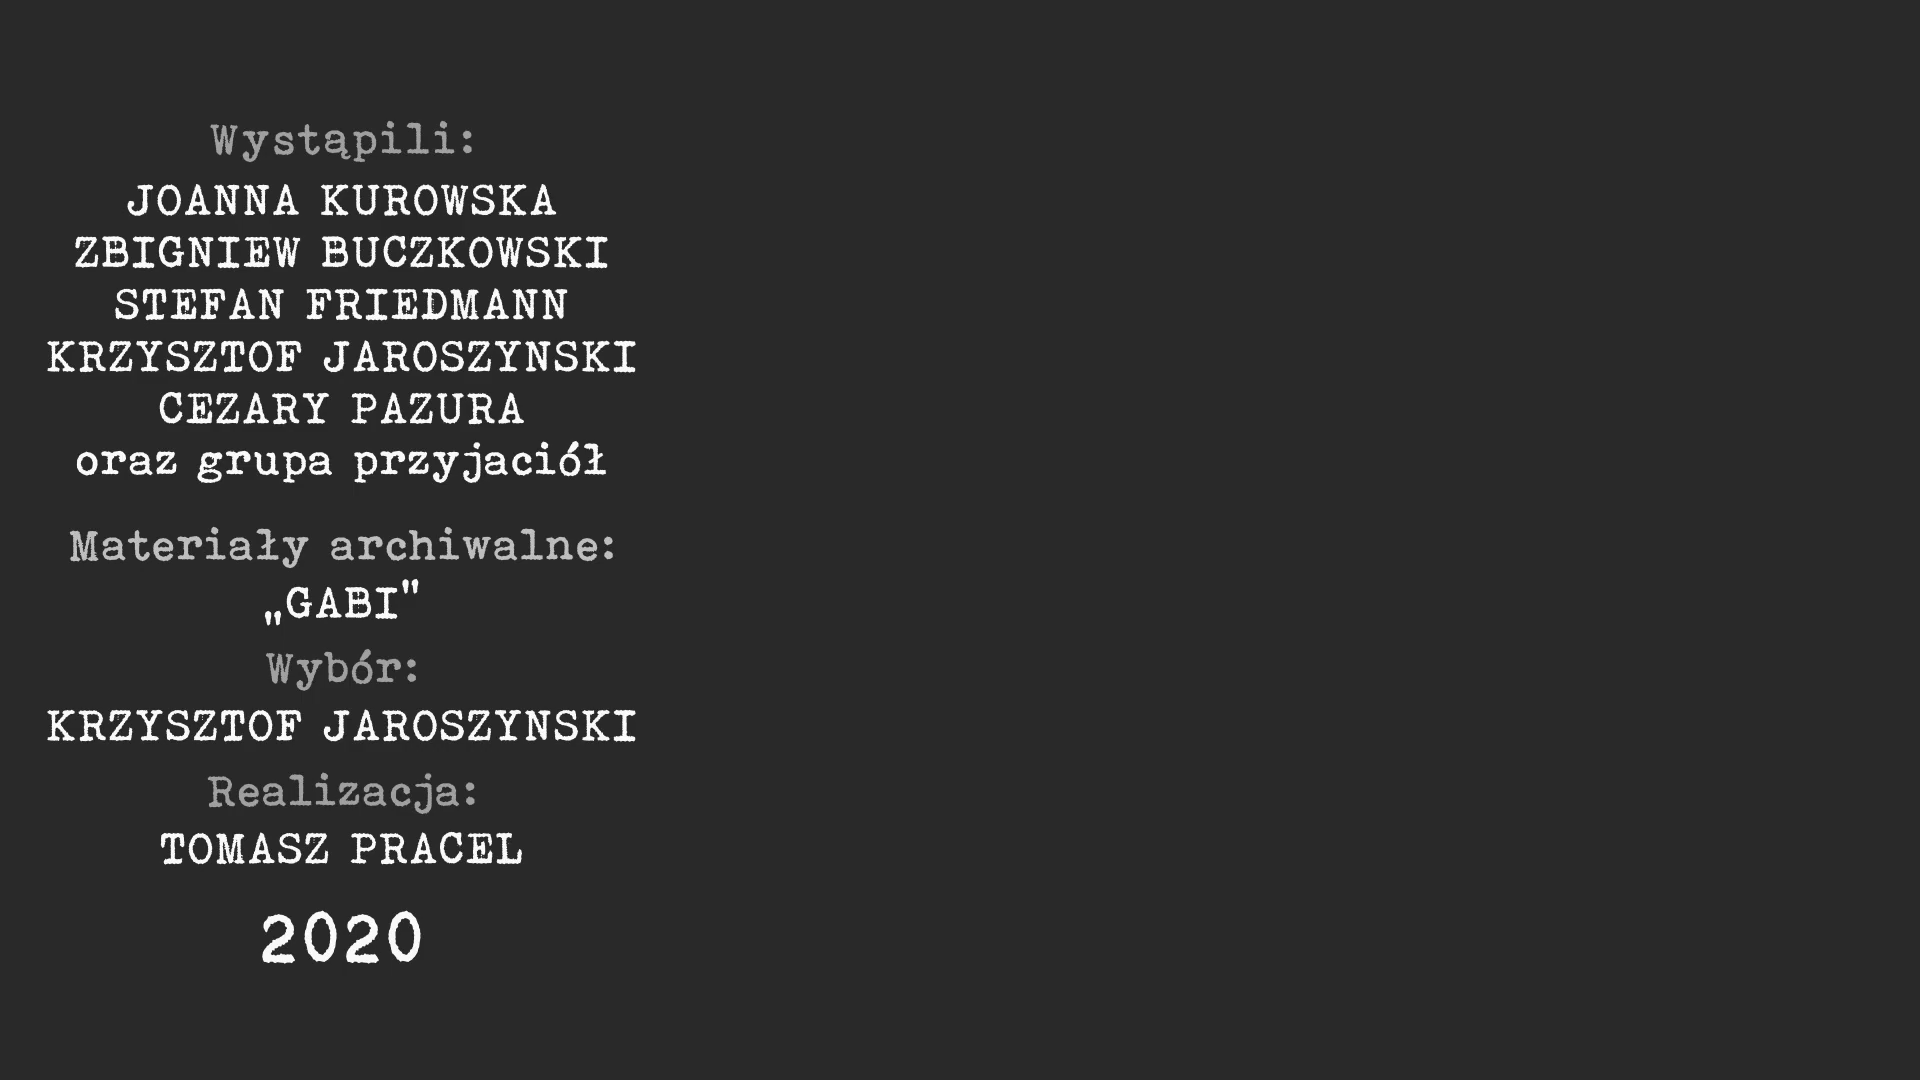 Wystąpili:
JOANNA KUROWSKA
ZBIGNIEW BUCZKOWSKI
STEFAN FRIEDMANN
KRZYSZTOF JAROSZYNSKI
CEZARY PAZURA
oraz grupa przyjaciół
Materiały archiwalne:
„GABI"
Wybór:
KRZYSZTOF JAROSZYNSKI
Realizacja:
TOMASZ PRACEL
2020